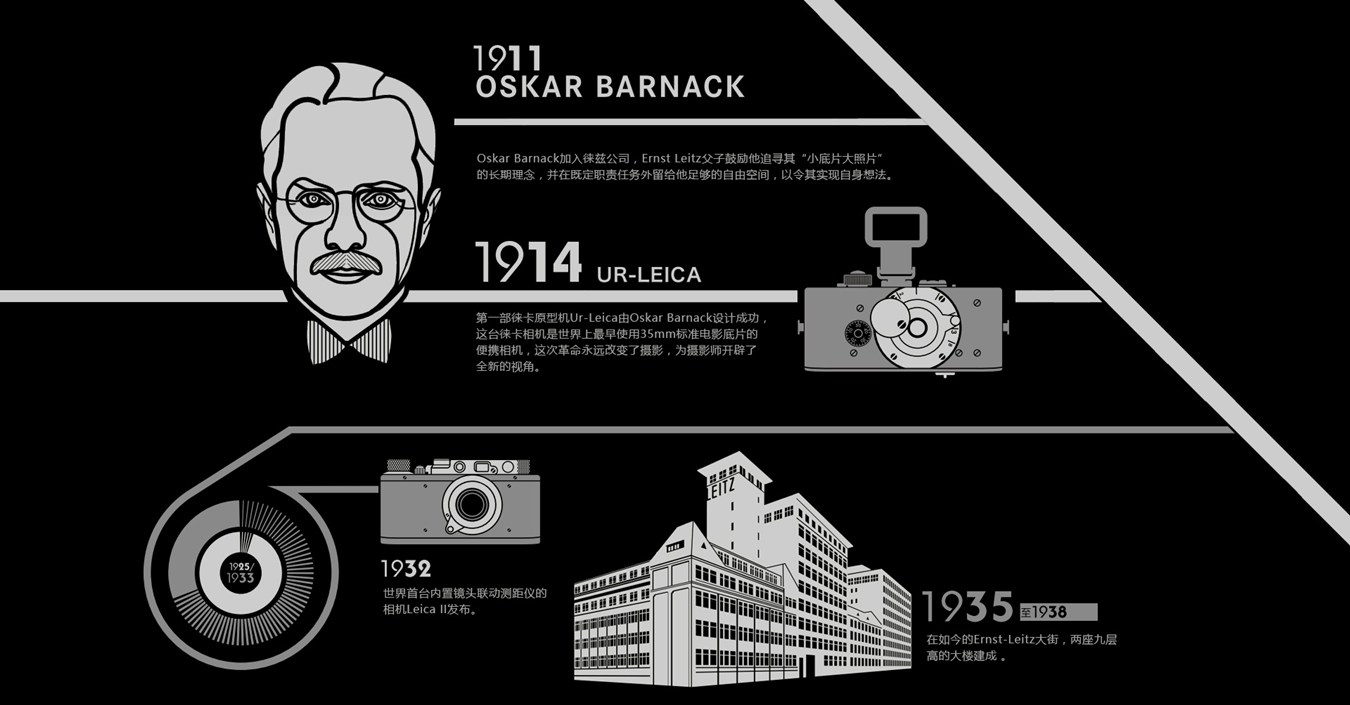 1911
OSKAR BARNACK
Oskar Barnack加入徕兹公司，Ernst Leitz父子鼓励他追寻其“小底片大照片”
的长期理念，并在既定职责任务外留给他足够的自由空间，以令其实现自身想法。
1914 UR-LEICA
第一部徕卡原型机Ur-Leica由Oskar Barnack设计成功，
这台徕卡相机是世界上最早使用35mm标准电影底片的
便携相机，这次革命永远改变了摄影，为摄影师开辟了
全新的视角。
1925/
1933
1932
世界首台内置镜头联动测距仪的
相机Leica II发布。
LEITZ
1935 至1938
在如今的Ernst-Leitz大街，两座九层
高的大楼建成 。